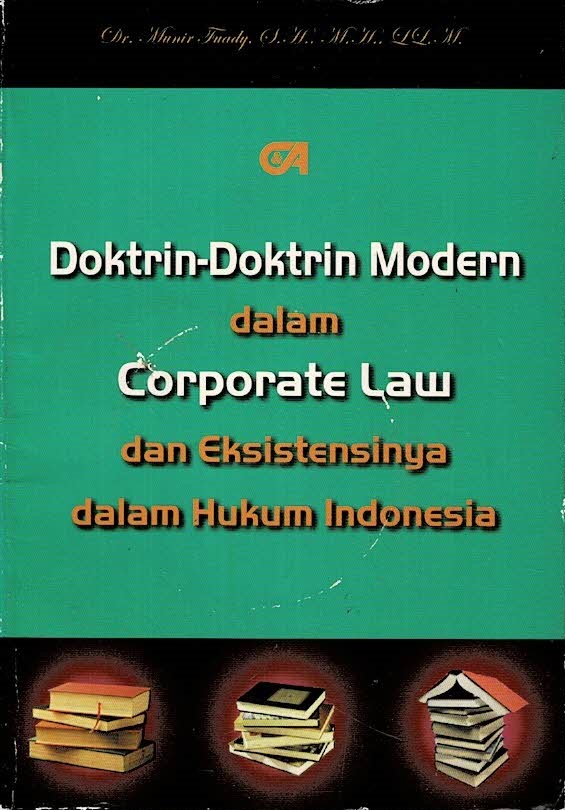 Dr. Munir Fuady, S.H., M.H., LL.M.
C&A
Doktrin-Doktrin Modern
dalam
Corporate Law
dan Eksistensinya
dalam Hukum Indonesia